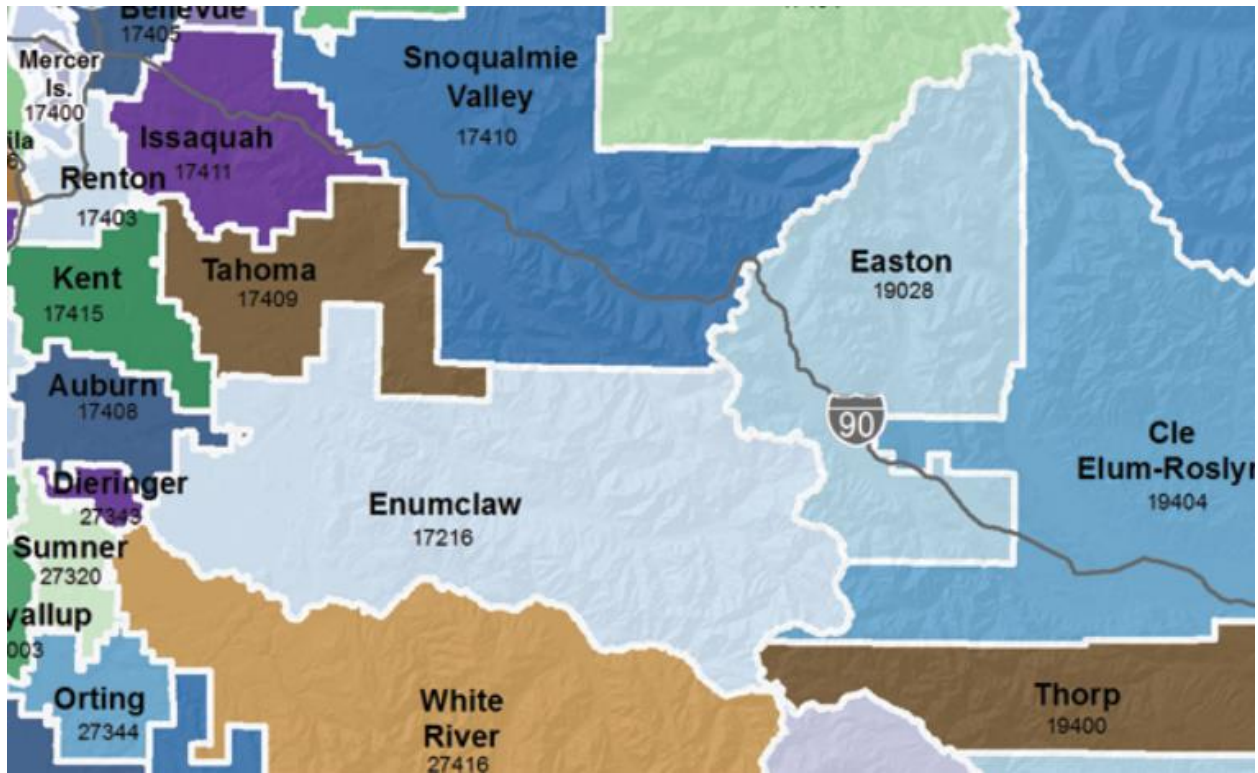 Bellevue
17405
Mercer
Is.
17400
Snoqualmie
Valley
17410
Issaquah
17411
Renton
17403
Kent
17415
Tahoma
17409
Easton
19028
Auburn
17408
90
Cle
Elum-Roslyn
19404
Dieringer
27343
Enumclaw
17216
Sumner
27320
yallup
003
Orting
27344
White
River
27416
Thorp
19400